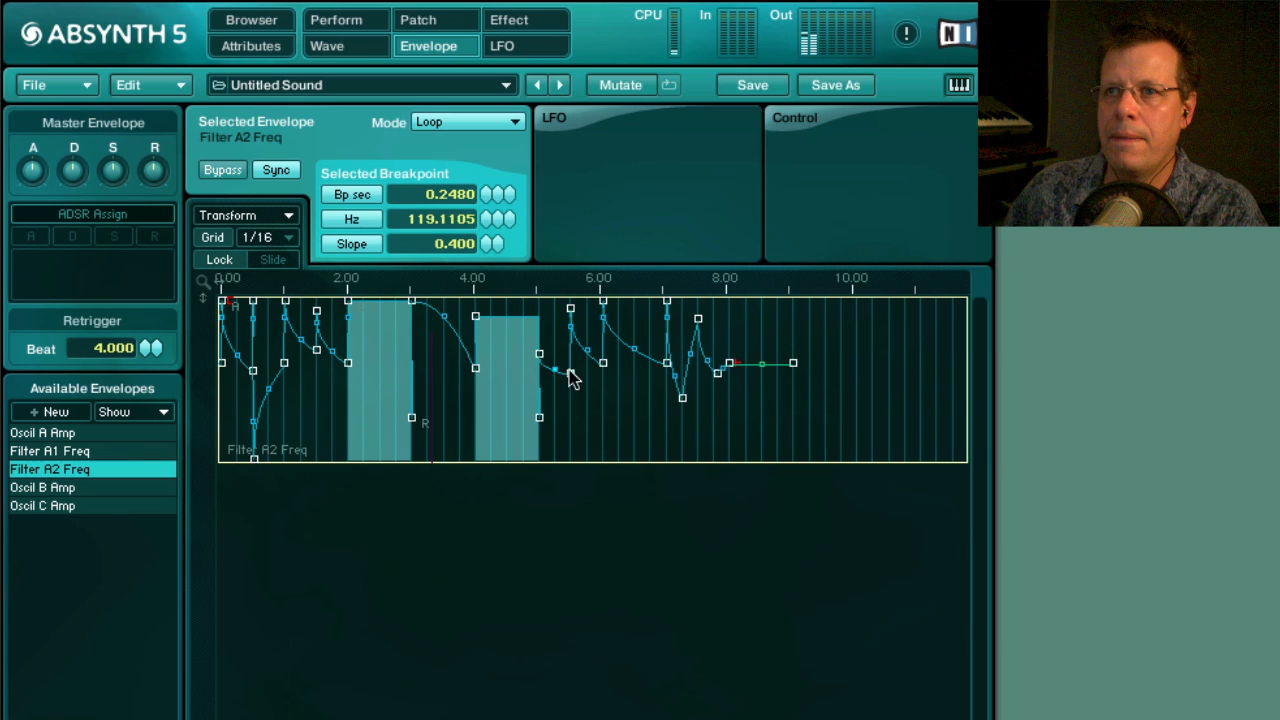 ABSYNTH 5
Browser
Attributes
Perform
Patch
Effect
Wave
Envelope
LFO
CPU
In
Out
!
NI
File
Edit
Untitled Sound
Mutate
Save
Save As
Master Envelope
A D S R
ADSR Assign
A D S R
Retrigger
Beat 4.000
Available Envelopes
+ New
Show
Oscil A Amp
Filter A1 Freq
Filter A2 Freq
Oscil B Amp
Oscil C Amp
Selected Envelope
Filter A2 Freq
Mode Loop
Bypass
Sync
Selected Breakpoint
Bp sec 0.2480
Hz 119.1105
Slope 0.400
Transform
Grid 1/16
Lock
Slide
LFO
Control
0.00 2.00 4.00 6.00 8.00 10.00
A
R
Filter A2 Freq